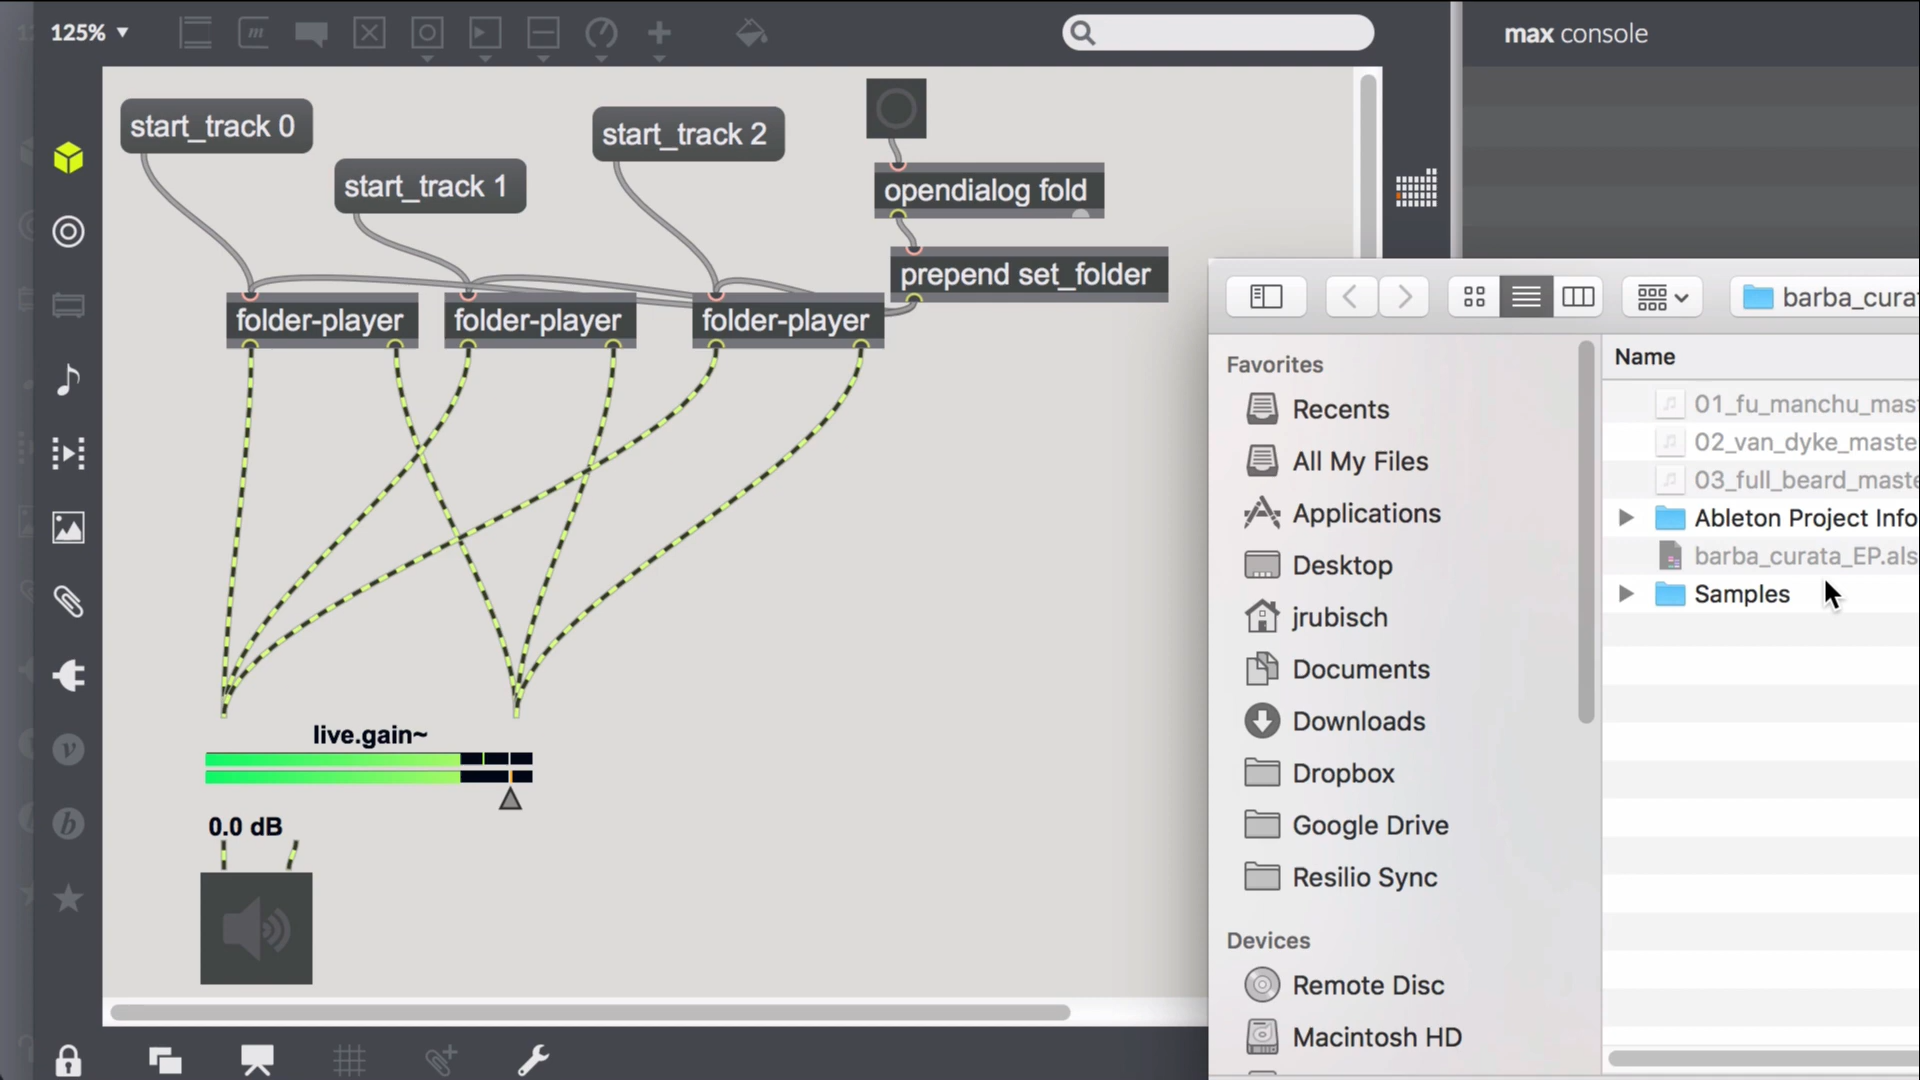 125% ▼
max console
start_track 0
start_track 2
start_track 1
opendialog fold
prepend set_folder
folder-player
folder-player
folder-player
live.gain~
0.0 dB
barba_curat
Favorites
Recents
All My Files
Applications
Desktop
jrubisch
Documents
Downloads
Dropbox
Google Drive
Resilio Sync
Devices
Remote Disc
Macintosh HD
Name
01_fu_manchu_mast
02_van_dyke_maste
03_full_beard_maste
Ableton Project Info
barba_curata_EP.als
Samples